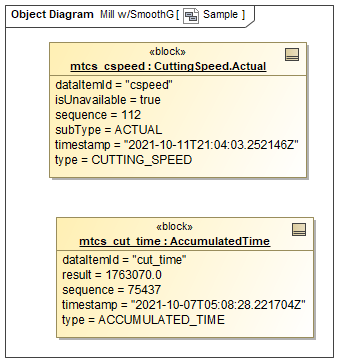 Object Diagram Mill w/SmoothG [ Sample ]
«block»
mtcs_cspeed : CuttingSpeed.Actual
dataItemId = "cspeed"
isUnavailable = true
sequence = 112
subType = ACTUAL
timestamp = "2021-10-11T21:04:03.252146Z"
type = CUTTING_SPEED
«block»
mtcs_cut_time : AccumulatedTime
dataItemId = "cut_time"
result = 1763070.0
sequence = 75437
timestamp = "2021-10-07T05:08:28.221704Z"
type = ACCUMULATED_TIME